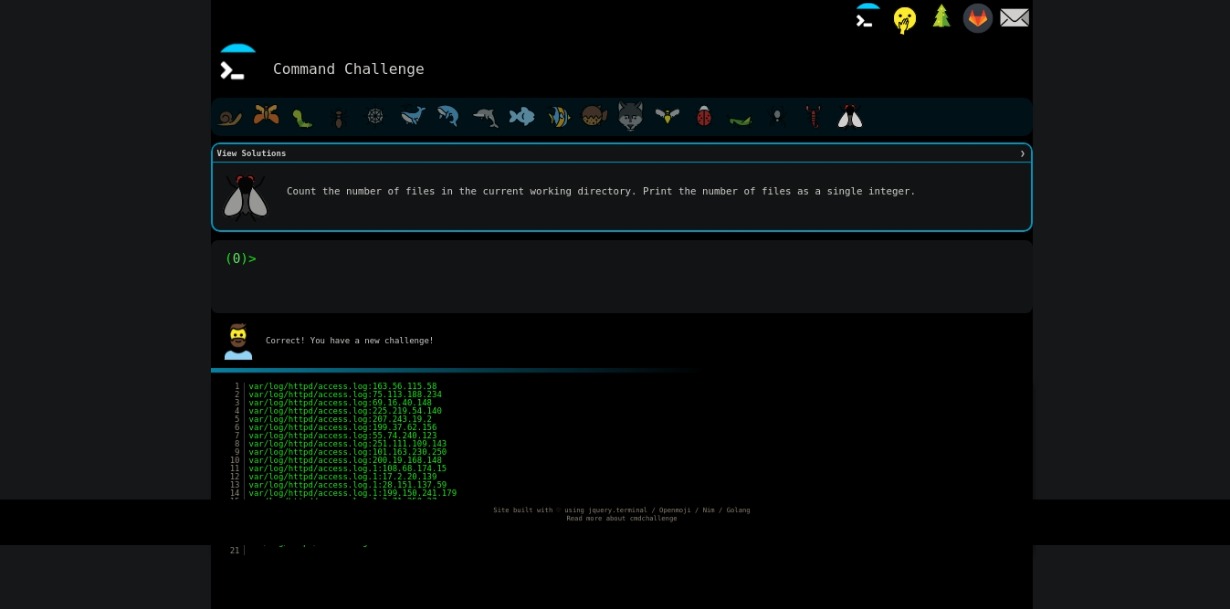 Command Challenge
View Solutions ❯
Count the number of files in the current working directory. Print the number of files as a single integer.
(0)>
Correct! You have a new challenge!
1 var/log/httpd/access.log:163.56.115.58
2 var/log/httpd/access.log:75.113.188.234
3 var/log/httpd/access.log:69.16.40.148
4 var/log/httpd/access.log:225.219.54.140
5 var/log/httpd/access.log:207.243.19.2
6 var/log/httpd/access.log:199.37.62.156
7 var/log/httpd/access.log:55.74.240.123
8 var/log/httpd/access.log:251.111.109.143
9 var/log/httpd/access.log:101.163.230.250
10 var/log/httpd/access.log:200.19.168.148
11 var/log/httpd/access.log.1:108.68.174.15
12 var/log/httpd/access.log.1:17.2.20.139
13 var/log/httpd/access.log.1:28.151.137.59
14 var/log/httpd/access.log.1:199.150.241.179
Site built with ♡ using jquery.terminal / Openmoji / Nim / Golang
Read more about cmdchallenge
21